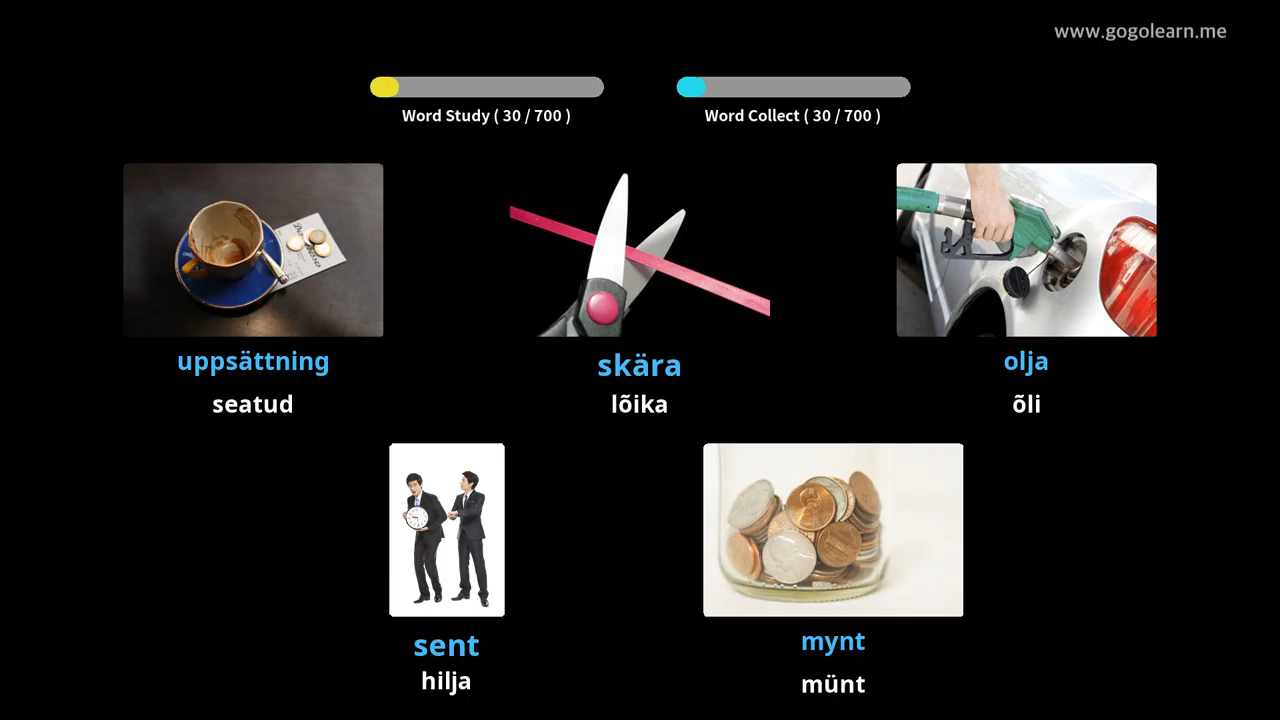 www.gogolearn.me
Word Study ( 30 / 700 )
Word Collect ( 30 / 700 )
uppsättning
seatud
skära
lõika
olja
õli
sent
hilja
mynt
münt